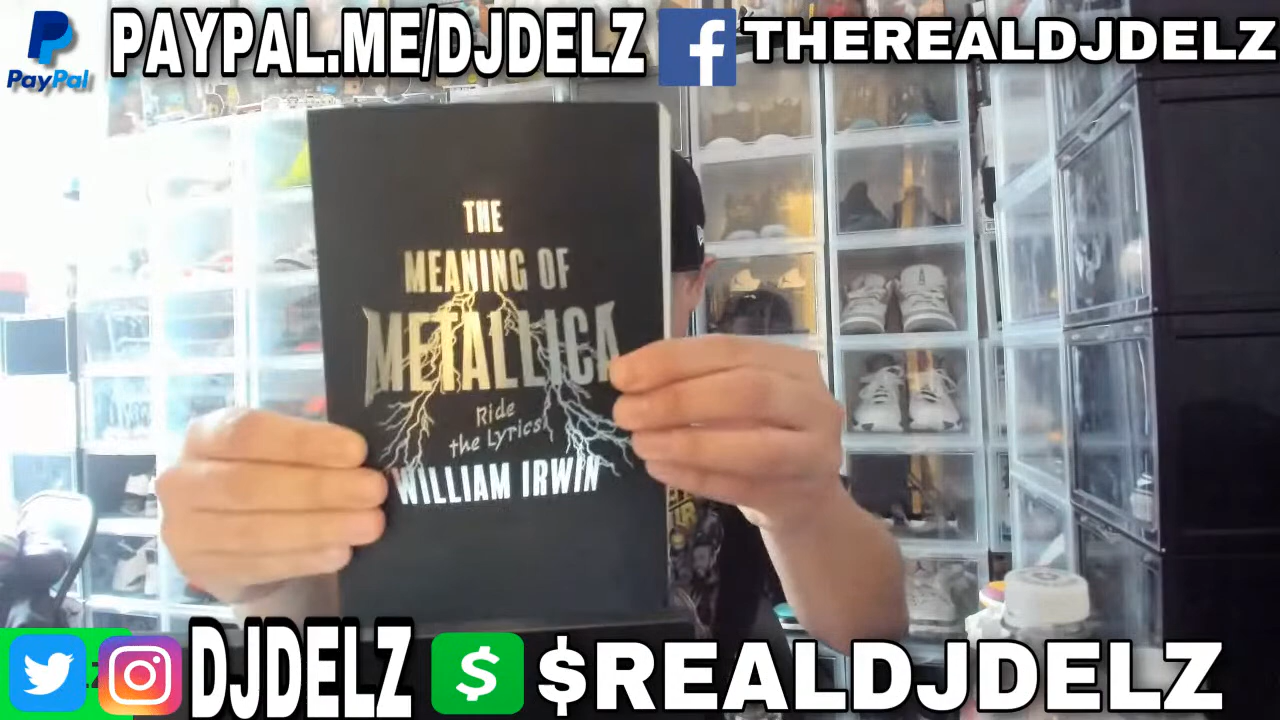 PayPal
PAYPAL.ME/DJDELZ
THEREALDJDELZ
THE
MEANING OF
METALLICA
Ride
the Lyrics
WILLIAM IRWIN
DJDELZ
$REALDJDELZ